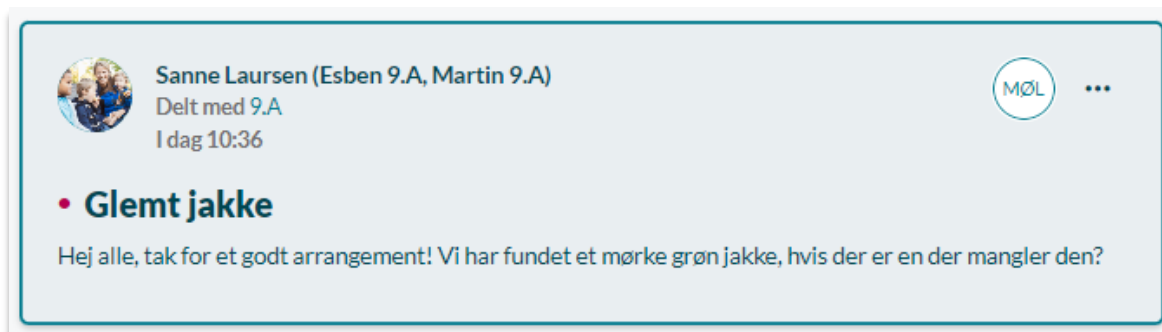 Sanne Laursen (Esben 9.A, Martin 9.A)
Delt med 9.A
I dag 10:36
MØL
Glemt jakke
Hej alle, tak for et godt arrangement! Vi har fundet et mørke grøn jakke, hvis der er en der mangler den?